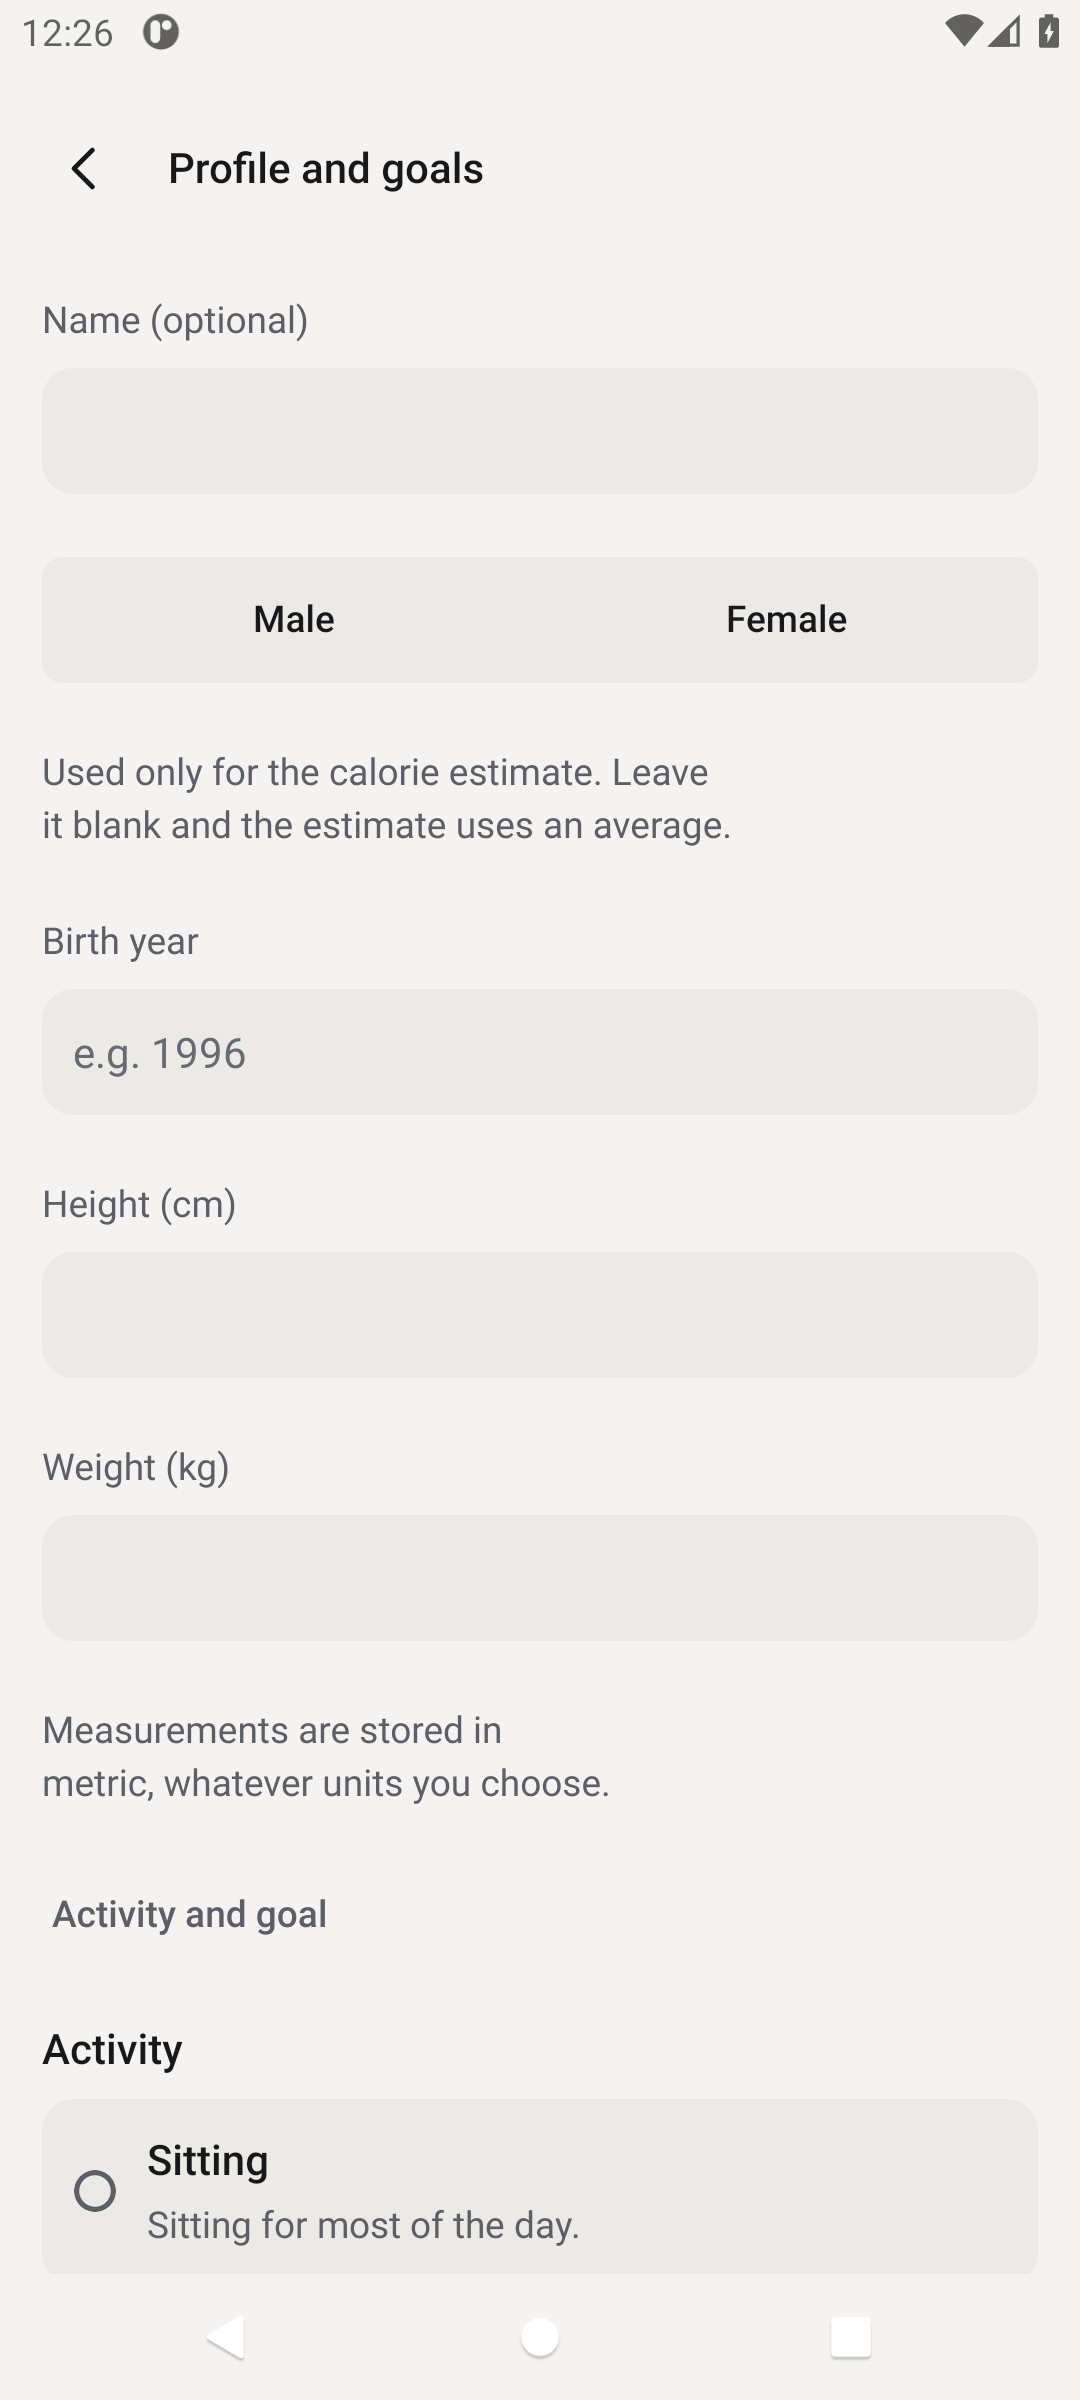 12:26
Profile and goals
Name (optional)
Male
Female
Used only for the calorie estimate. Leave
it blank and the estimate uses an average.
Birth year
e.g. 1996
Height (cm)
Weight (kg)
Measurements are stored in
metric, whatever units you choose.
Activity and goal
Activity
Sitting
Sitting for most of the day.